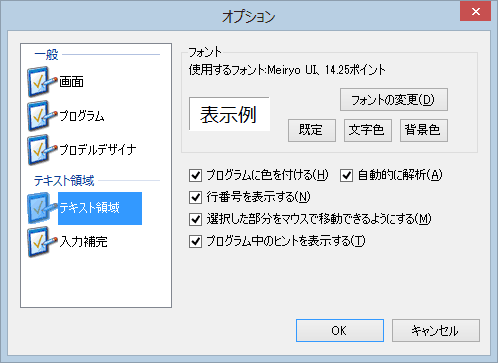 オプション
一般
画面
プログラム
プロデルデザイナ
テキスト領域
テキスト領域
入力補完
フォント
使用するフォント:Meiryo UI、14.25ポイント
表示例
フォントの変更(D)
既定 文字色 背景色
プログラムに色を付ける(H) 自動的に解析(A)
行番号を表示する(N)
選択した部分をマウスで移動できるようにする(M)
プログラム中のヒントを表示する(T)
OK キャンセル